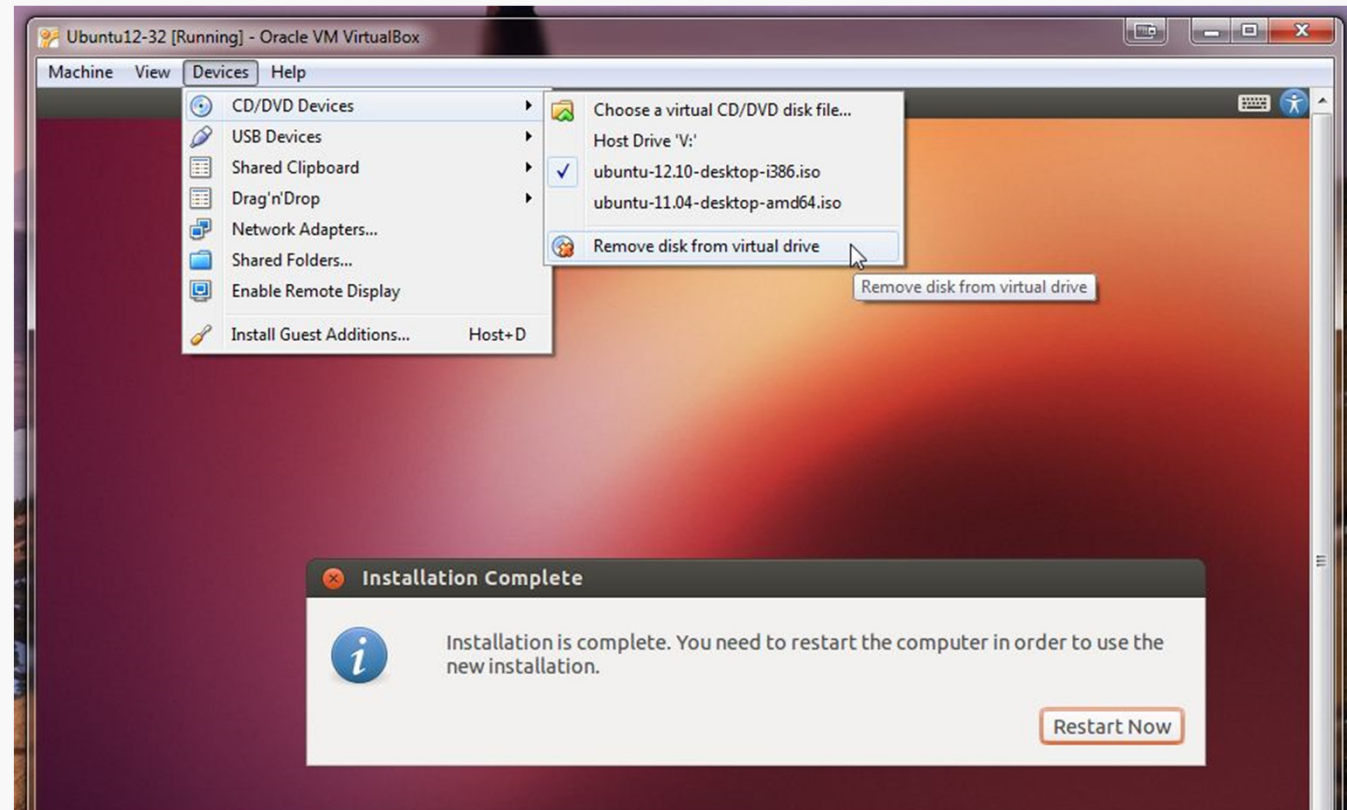 Ubuntu12-32 [Running] - Oracle VM VirtualBox
Machine View Devices Help
CD/DVD Devices
USB Devices
Shared Clipboard
Drag'n'Drop
Network Adapters...
Shared Folders...
Enable Remote Display
Install Guest Additions... Host+D
Choose a virtual CD/DVD disk file...
Host Drive 'V:'
ubuntu-12.10-desktop-i386.iso
ubuntu-11.04-desktop-amd64.iso
Remove disk from virtual drive
Remove disk from virtual drive
Installation Complete
Installation is complete. You need to restart the computer in order to use the
new installation.
Restart Now